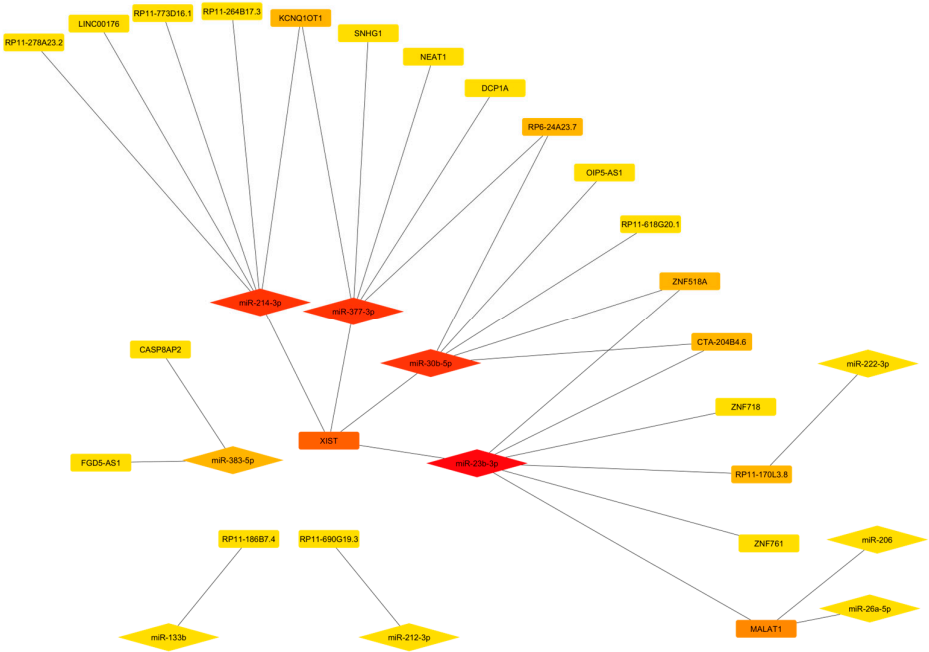 RP11-278A23.2
LINC00176
RP11-773D16.1
RP11-264B17.3
KCNQ1OT1
SNHG1
NEAT1
DCP1A
RP6-24A23.7
OIP5-AS1
RP11-618G20.1
ZNF518A
miR-214-3p
miR-377-3p
CTA-204B4.6
CASP8AP2
miR-30b-5p
miR-222-3p
ZNF718
XIST
miR-383-5p
FGD5-AS1
miR-23b-3p
RP11-170L3.8
RP11-186B7.4
RP11-690G19.3
ZNF761
miR-206
miR-26a-5p
MALAT1
miR-133b
miR-212-3p